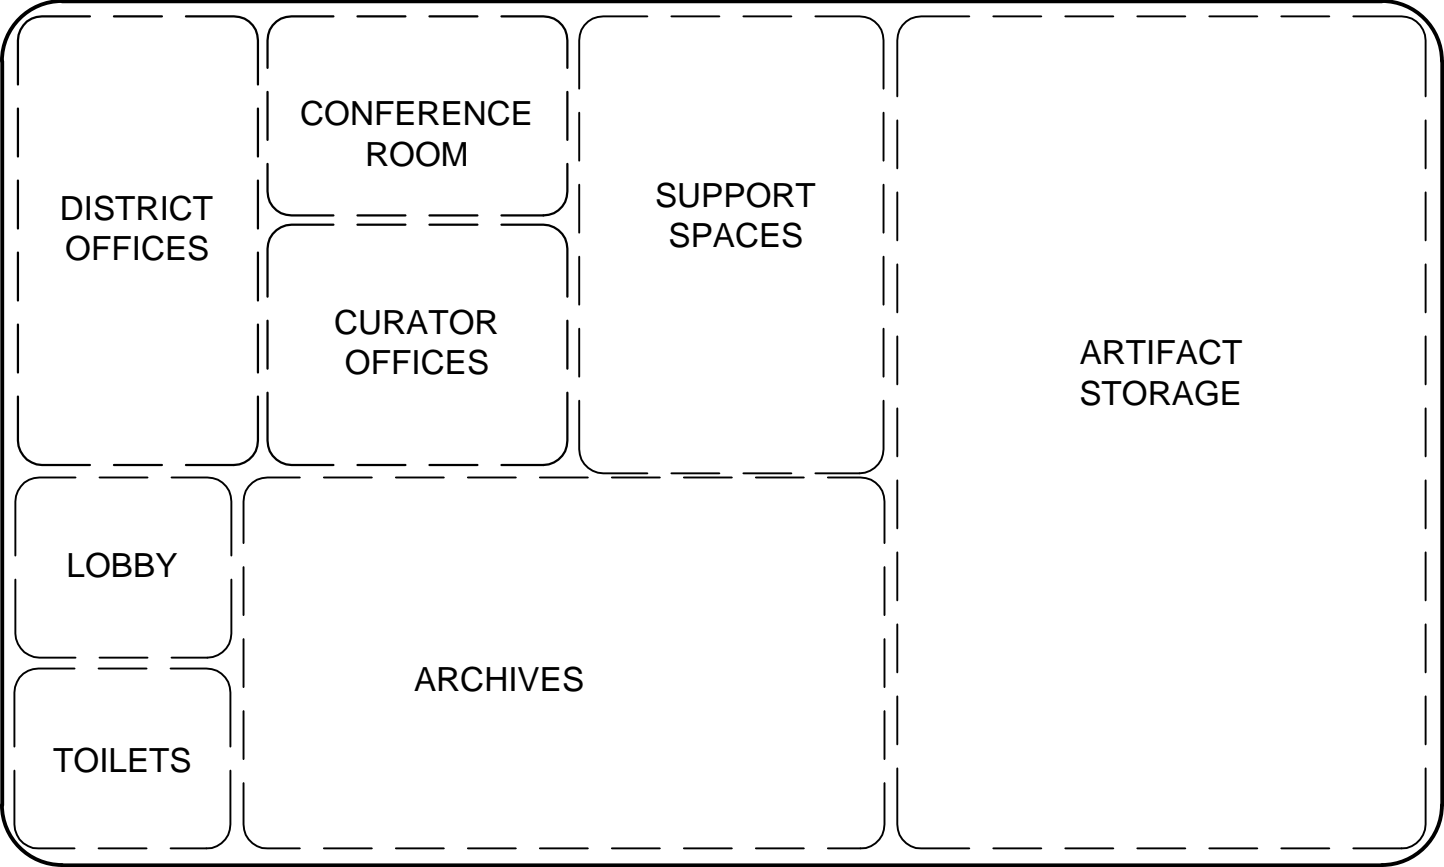 CONFERENCE
ROOM
DISTRICT
OFFICES
SUPPORT
SPACES
CURATOR
OFFICES
ARTIFACT
STORAGE
LOBBY
ARCHIVES
TOILETS